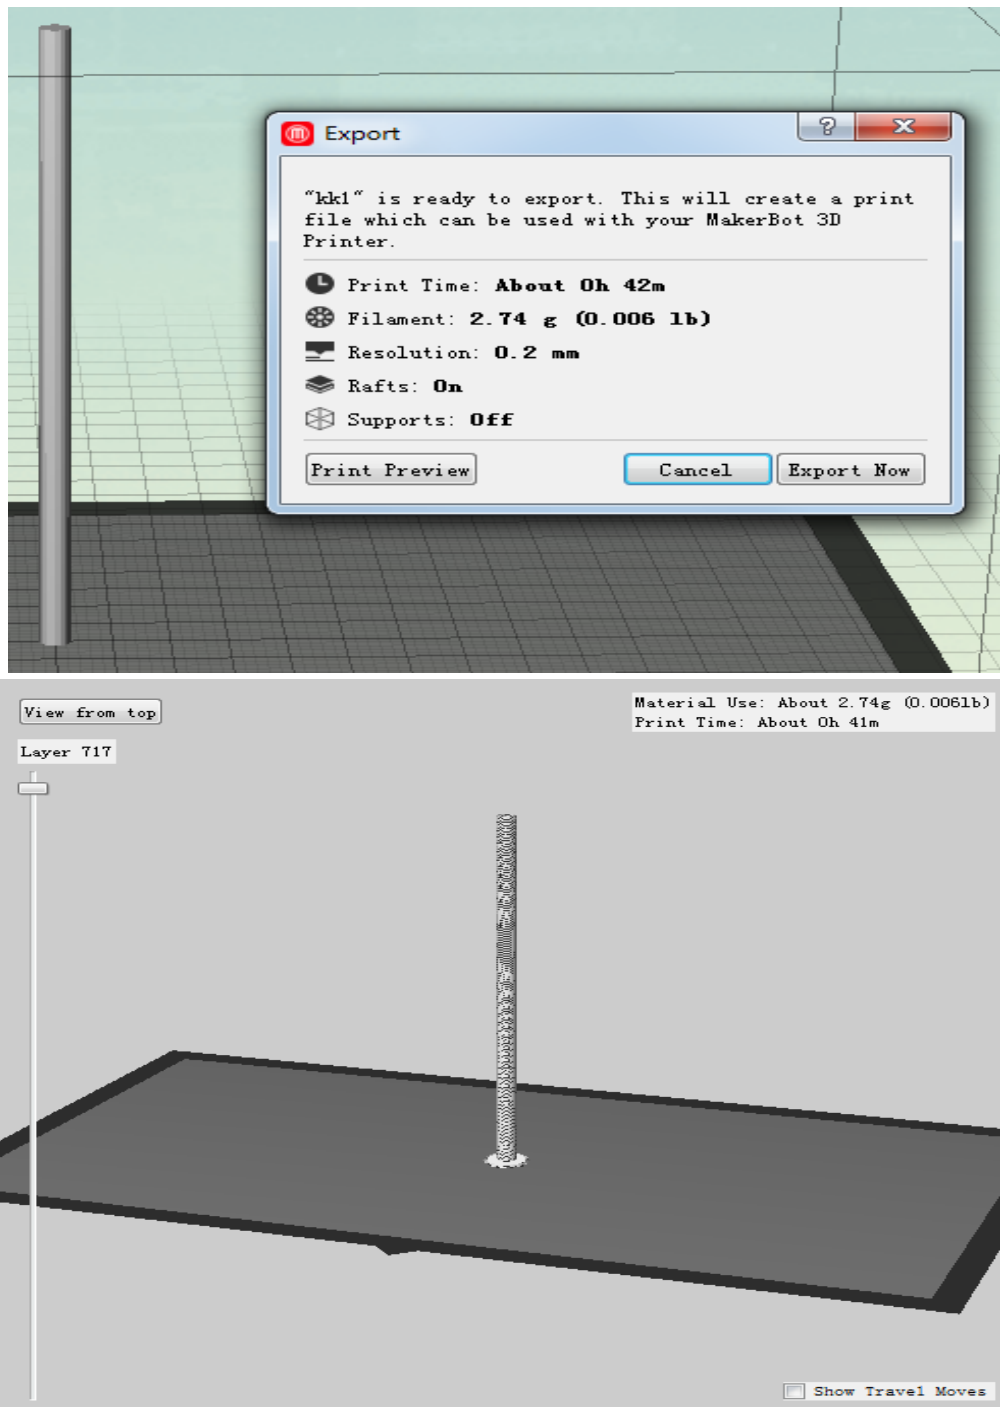 Export
"kk1" is ready to export. This will create a print
file which can be used with your MakerBot 3D
Printer.
Print Time: About 0h 42m
Filament: 2.74 g (0.006 lb)
Resolution: 0.2 mm
Rafts: On
Supports: Off
Print Preview Cancel Export Now
View from top
Material Use: About 2.74g (0.006lb)
Print Time: About 0h 41m
Layer 717
Show Travel Moves